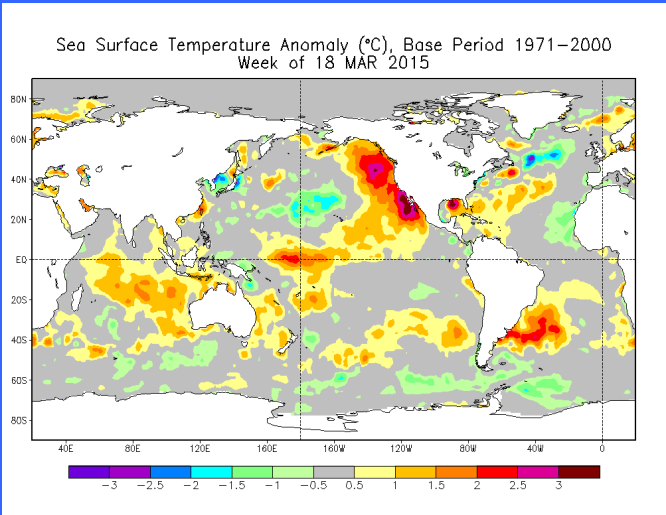 Sea Surface Temperature Anomaly (°C), Base Period 1971-2000
Week of 18 MAR 2015
80N
60N
40N
20N
EQ
20S
40S
60S
80S
40E 80E 120E 160E 160W 120W 80W 40W 0
-3 -2.5 -2 -1.5 -1 -0.5 0.5 1 1.5 2 2.5 3